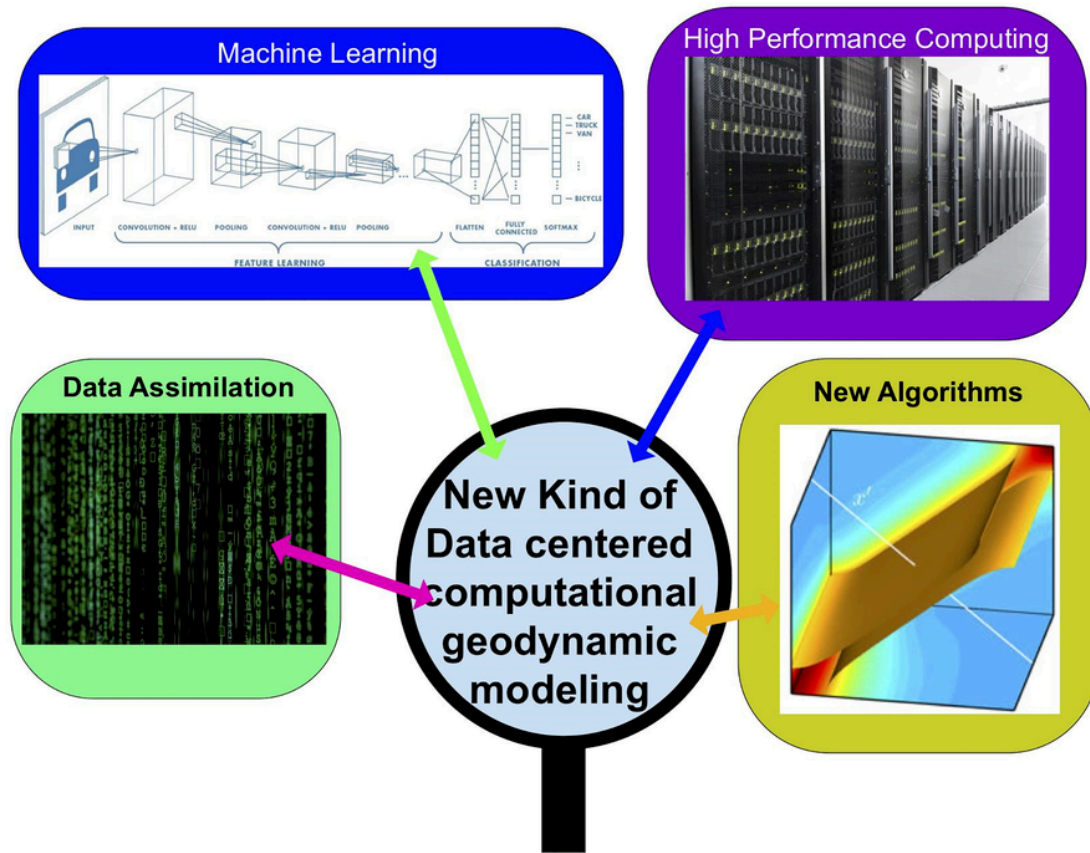 Machine Learning
CAR
TRUCK
VAN
BICYCLE
INPUT CONVOLUTION + RELU POOLING CONVOLUTION + RELU POOLING FLATTEN FULLY CONNECTED SOFTMAX
FEATURE LEARNING CLASSIFICATION
High Performance Computing
Data Assimilation
New Algorithms
New Kind of
Data centered
computational
geodynamic
modeling